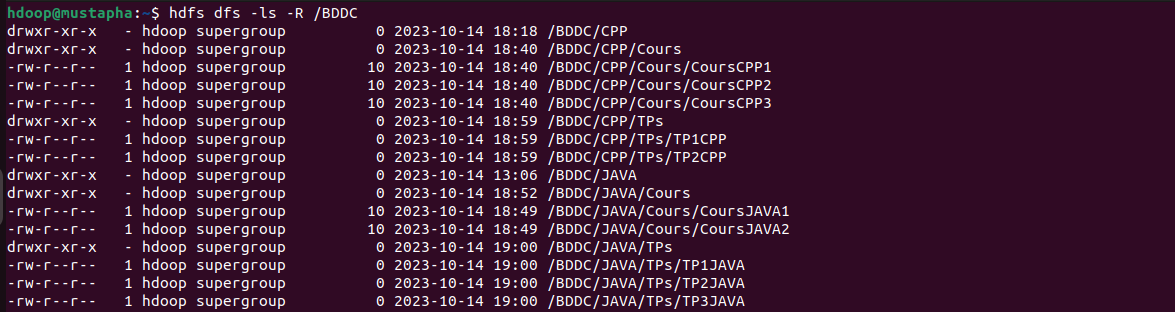 hdoop@mustapha:~$ hdfs dfs -ls -R /BDDC
drwxr-xr-x   - hdoop supergroup          0 2023-10-14 18:18 /BDDC/CPP
drwxr-xr-x   - hdoop supergroup          0 2023-10-14 18:40 /BDDC/CPP/Cours
-rw-r--r--   1 hdoop supergroup         10 2023-10-14 18:40 /BDDC/CPP/Cours/CoursCPP1
-rw-r--r--   1 hdoop supergroup         10 2023-10-14 18:40 /BDDC/CPP/Cours/CoursCPP2
-rw-r--r--   1 hdoop supergroup         10 2023-10-14 18:40 /BDDC/CPP/Cours/CoursCPP3
drwxr-xr-x   - hdoop supergroup          0 2023-10-14 18:59 /BDDC/CPP/TPs
-rw-r--r--   1 hdoop supergroup          0 2023-10-14 18:59 /BDDC/CPP/TPs/TP1CPP
-rw-r--r--   1 hdoop supergroup          0 2023-10-14 18:59 /BDDC/CPP/TPs/TP2CPP
drwxr-xr-x   - hdoop supergroup          0 2023-10-14 13:06 /BDDC/JAVA
drwxr-xr-x   - hdoop supergroup          0 2023-10-14 18:52 /BDDC/JAVA/Cours
-rw-r--r--   1 hdoop supergroup         10 2023-10-14 18:49 /BDDC/JAVA/Cours/CoursJAVA1
-rw-r--r--   1 hdoop supergroup         10 2023-10-14 18:49 /BDDC/JAVA/Cours/CoursJAVA2
drwxr-xr-x   - hdoop supergroup          0 2023-10-14 19:00 /BDDC/JAVA/TPs
-rw-r--r--   1 hdoop supergroup          0 2023-10-14 19:00 /BDDC/JAVA/TPs/TP1JAVA
-rw-r--r--   1 hdoop supergroup          0 2023-10-14 19:00 /BDDC/JAVA/TPs/TP2JAVA
-rw-r--r--   1 hdoop supergroup          0 2023-10-14 19:00 /BDDC/JAVA/TPs/TP3JAVA